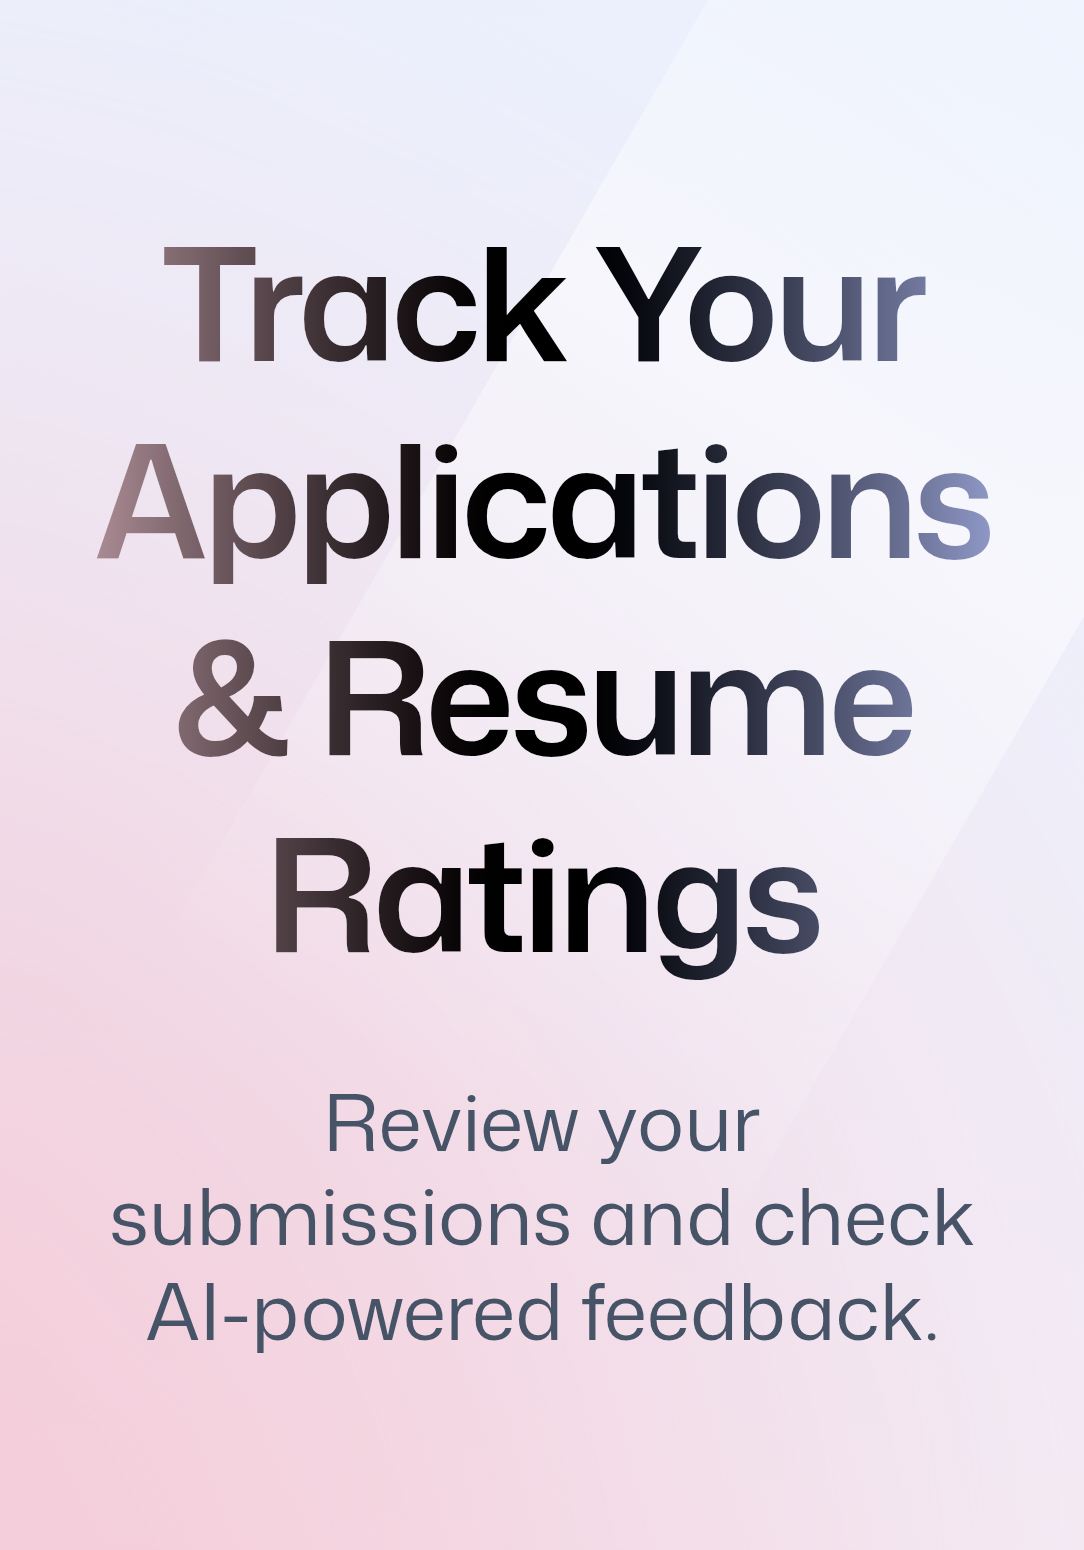 Track Your
Applications
& Resume
Ratings
Review your
submissions and check
AI-powered feedback.